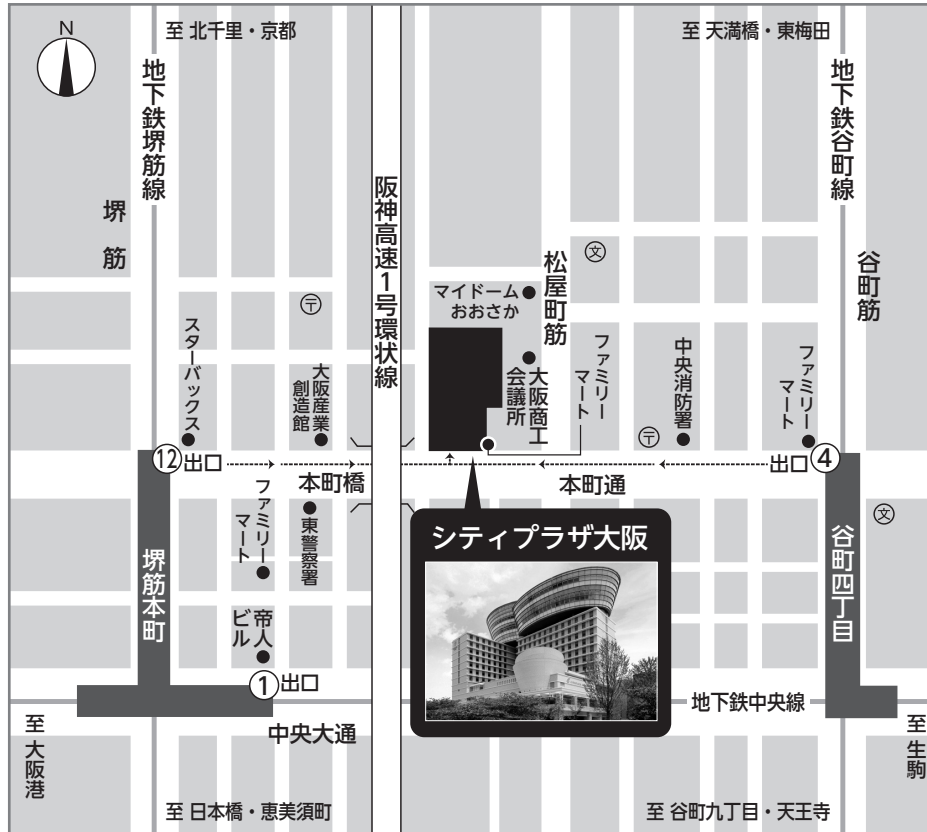 N
至 北千里・京都
至 天満橋・東梅田
地下鉄堺筋線
地下鉄谷町線
阪神高速1号環状線
堺筋
松屋町筋
谷町筋
文
〒
マイドーム
おおさか
スターバックス
大阪産業
創造館
大阪商工
会議所
ファミリー
マート
中央消防署
ファミリー
マート
〒
12
出口
本町橋
本町通
出口
4
ファミリー
マート
東警察署
文
シティプラザ大阪
堺筋本町
谷町四丁目
帝人
ビル
1
出口
地下鉄中央線
中央大通
至 大阪港
至 生駒
至 日本橋・恵美須町
至 谷町九丁目・天王寺